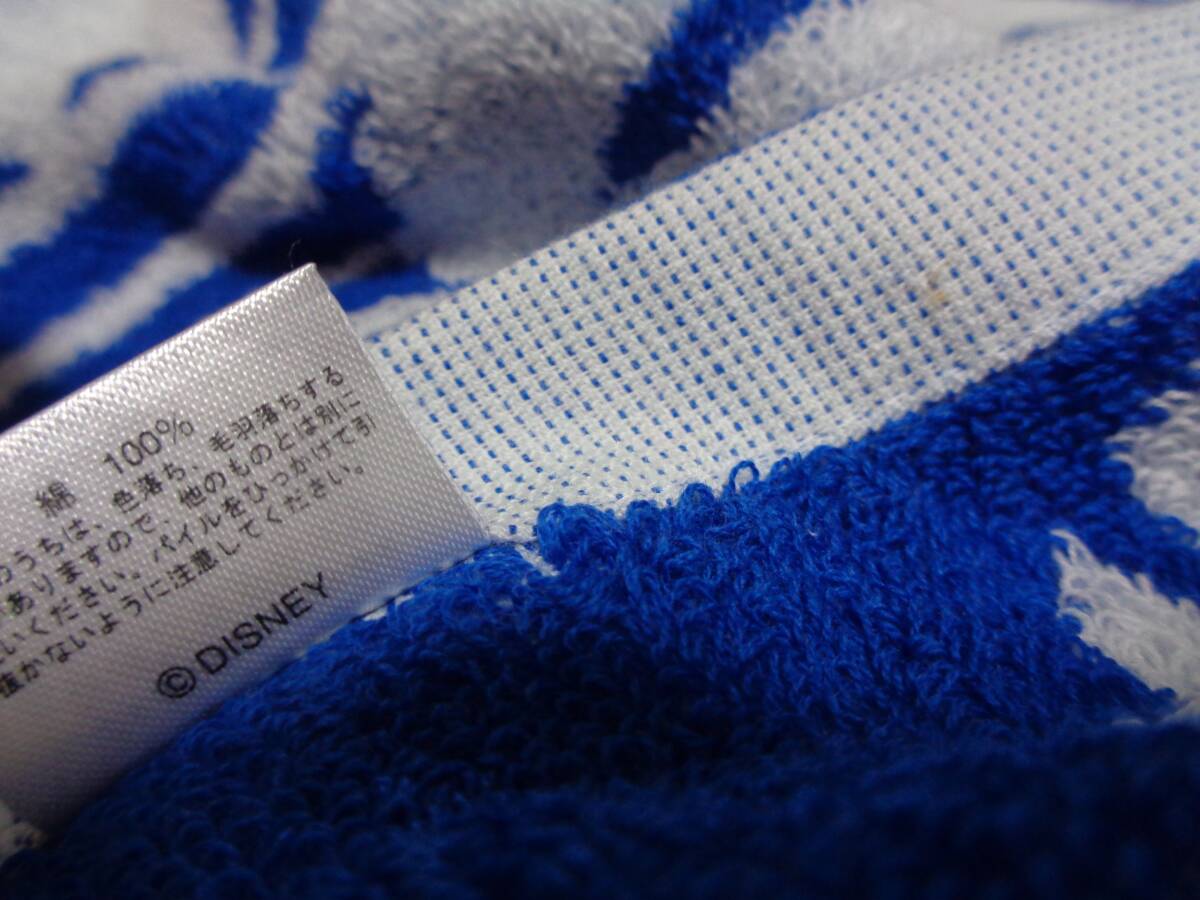 綿 100%
うちは、色落ち、毛羽落ちする
ありますので、他のものとは別に
いください。パイルをひっかけて引
かないように注意してください。
©DISNEY